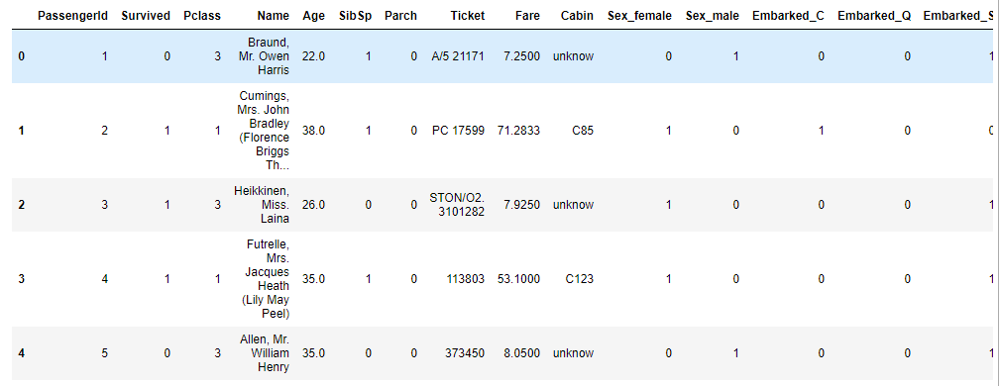 PassengerId Survived Pclass Name Age SibSp Parch Ticket Fare Cabin Sex_female Sex_male Embarked_C Embarked_Q Embarked_S
Braund,
0 1 0 3 Mr. Owen 22.0 1 0 A/5 21171 7.2500 unknow 0 1 0 0 1
Harris
Cumings,
Mrs. John
Bradley
1 2 1 1 (Florence 38.0 1 0 PC 17599 71.2833 C85 1 0 1 0 0
Briggs
Th...
Heikkinen,
2 3 1 3 Miss. 26.0 0 0 STON/O2. 3101282 7.9250 unknow 1 0 0 0 1
Laina
Futrelle,
Mrs.
Jacques
3 4 1 1 Heath 35.0 1 0 113803 53.1000 C123 1 0 0 0 1
(Lily May
Peel)
Allen, Mr.
4 5 0 3 William 35.0 0 0 373450 8.0500 unknow 0 1 0 0 1
Henry